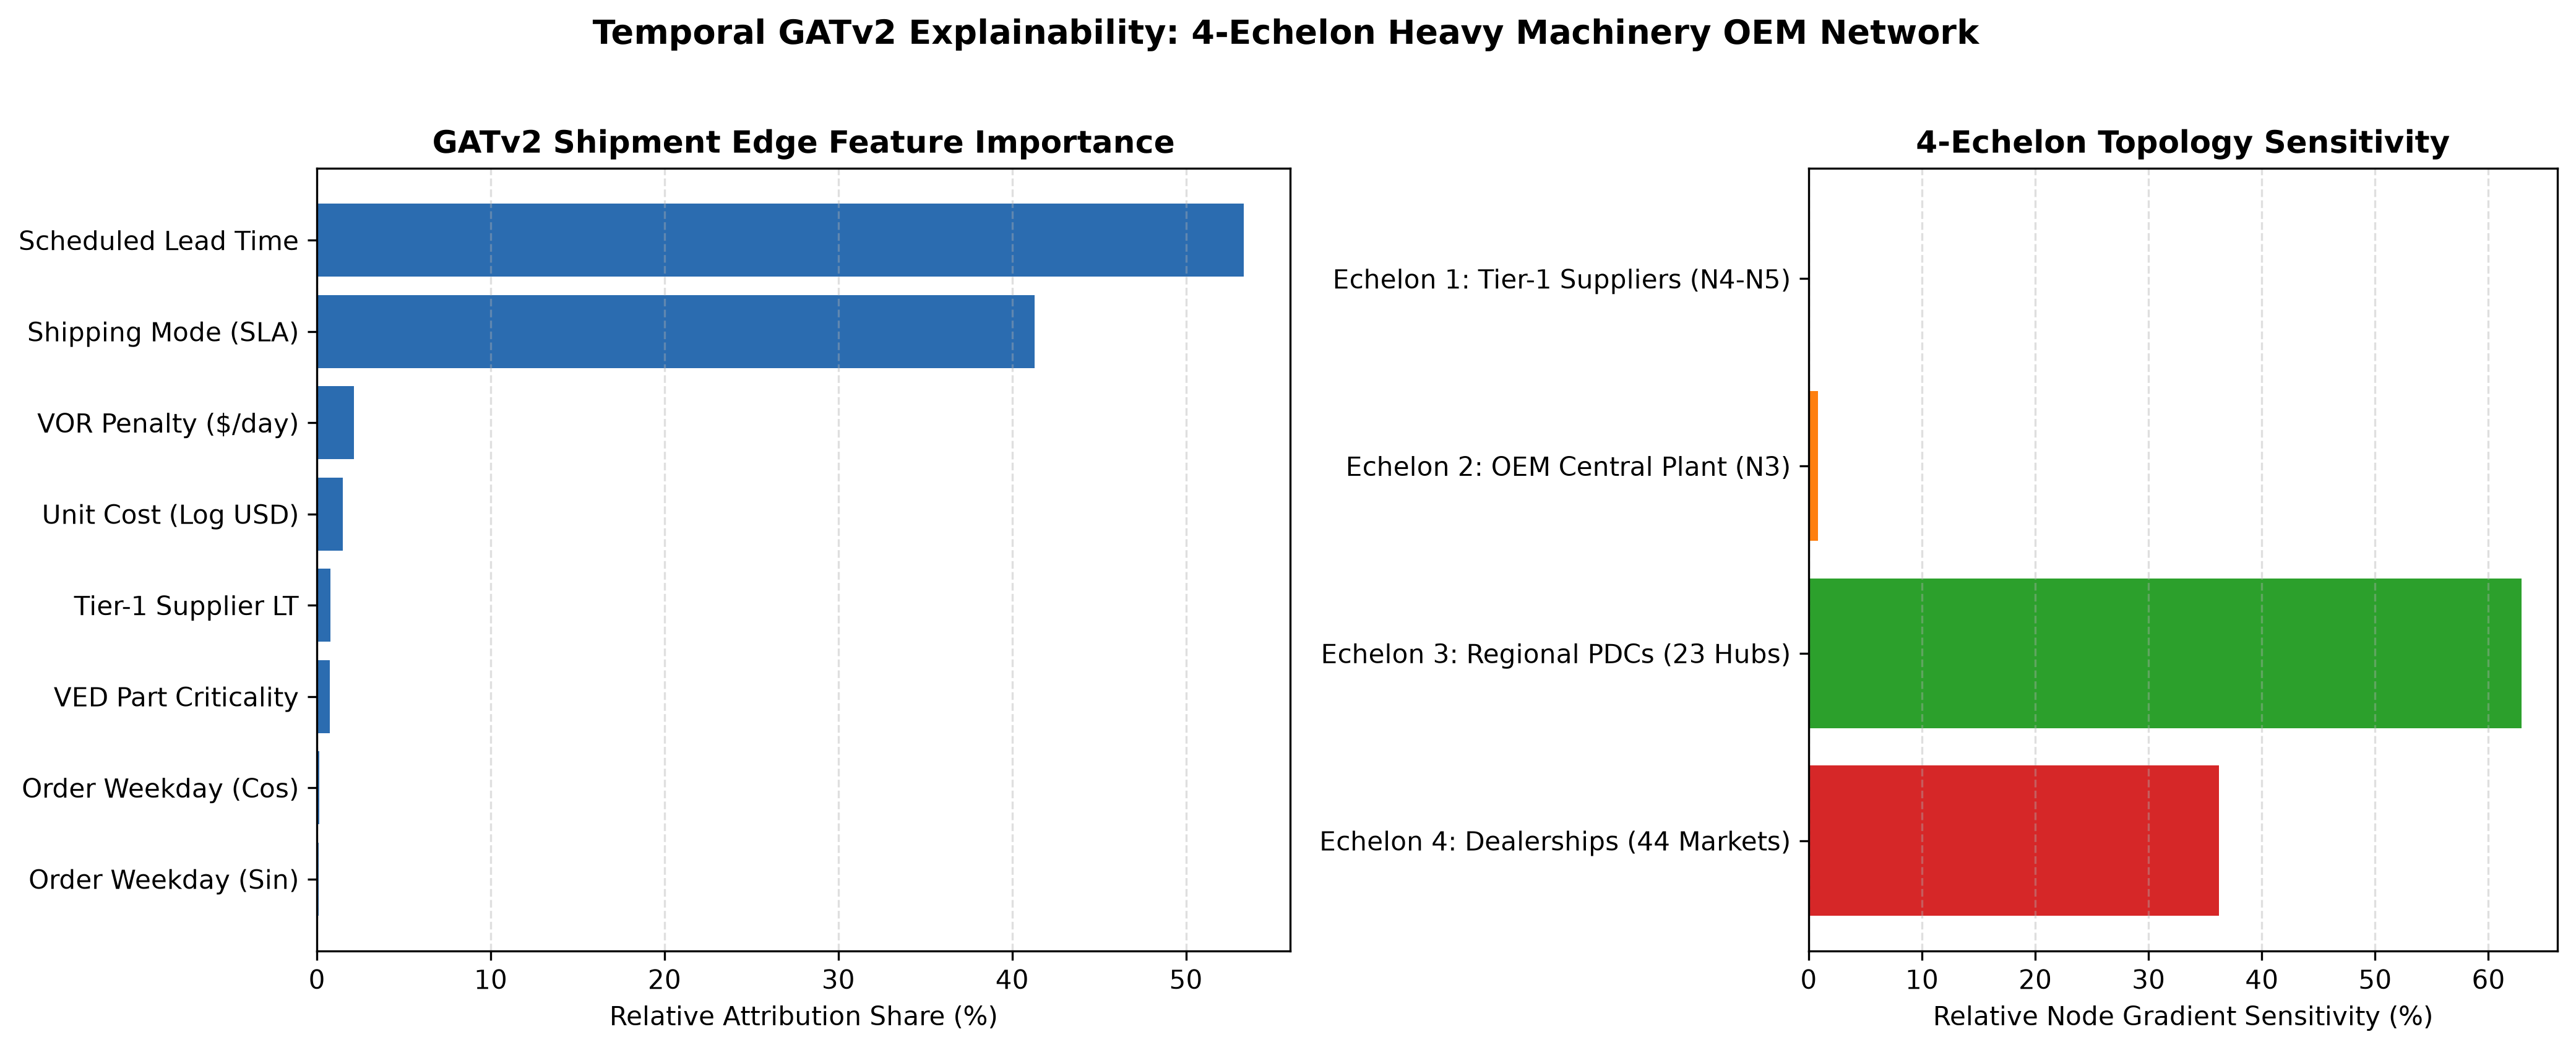 Temporal GATv2 Explainability: 4-Echelon Heavy Machinery OEM Network
GATv2 Shipment Edge Feature Importance
Scheduled Lead Time
Shipping Mode (SLA)
VOR Penalty ($/day)
Unit Cost (Log USD)
Tier-1 Supplier LT
VED Part Criticality
Order Weekday (Cos)
Order Weekday (Sin)
0 10 20 30 40 50
Relative Attribution Share (%)
4-Echelon Topology Sensitivity
Echelon 1: Tier-1 Suppliers (N4-N5)
Echelon 2: OEM Central Plant (N3)
Echelon 3: Regional PDCs (23 Hubs)
Echelon 4: Dealerships (44 Markets)
0 10 20 30 40 50 60
Relative Node Gradient Sensitivity (%)